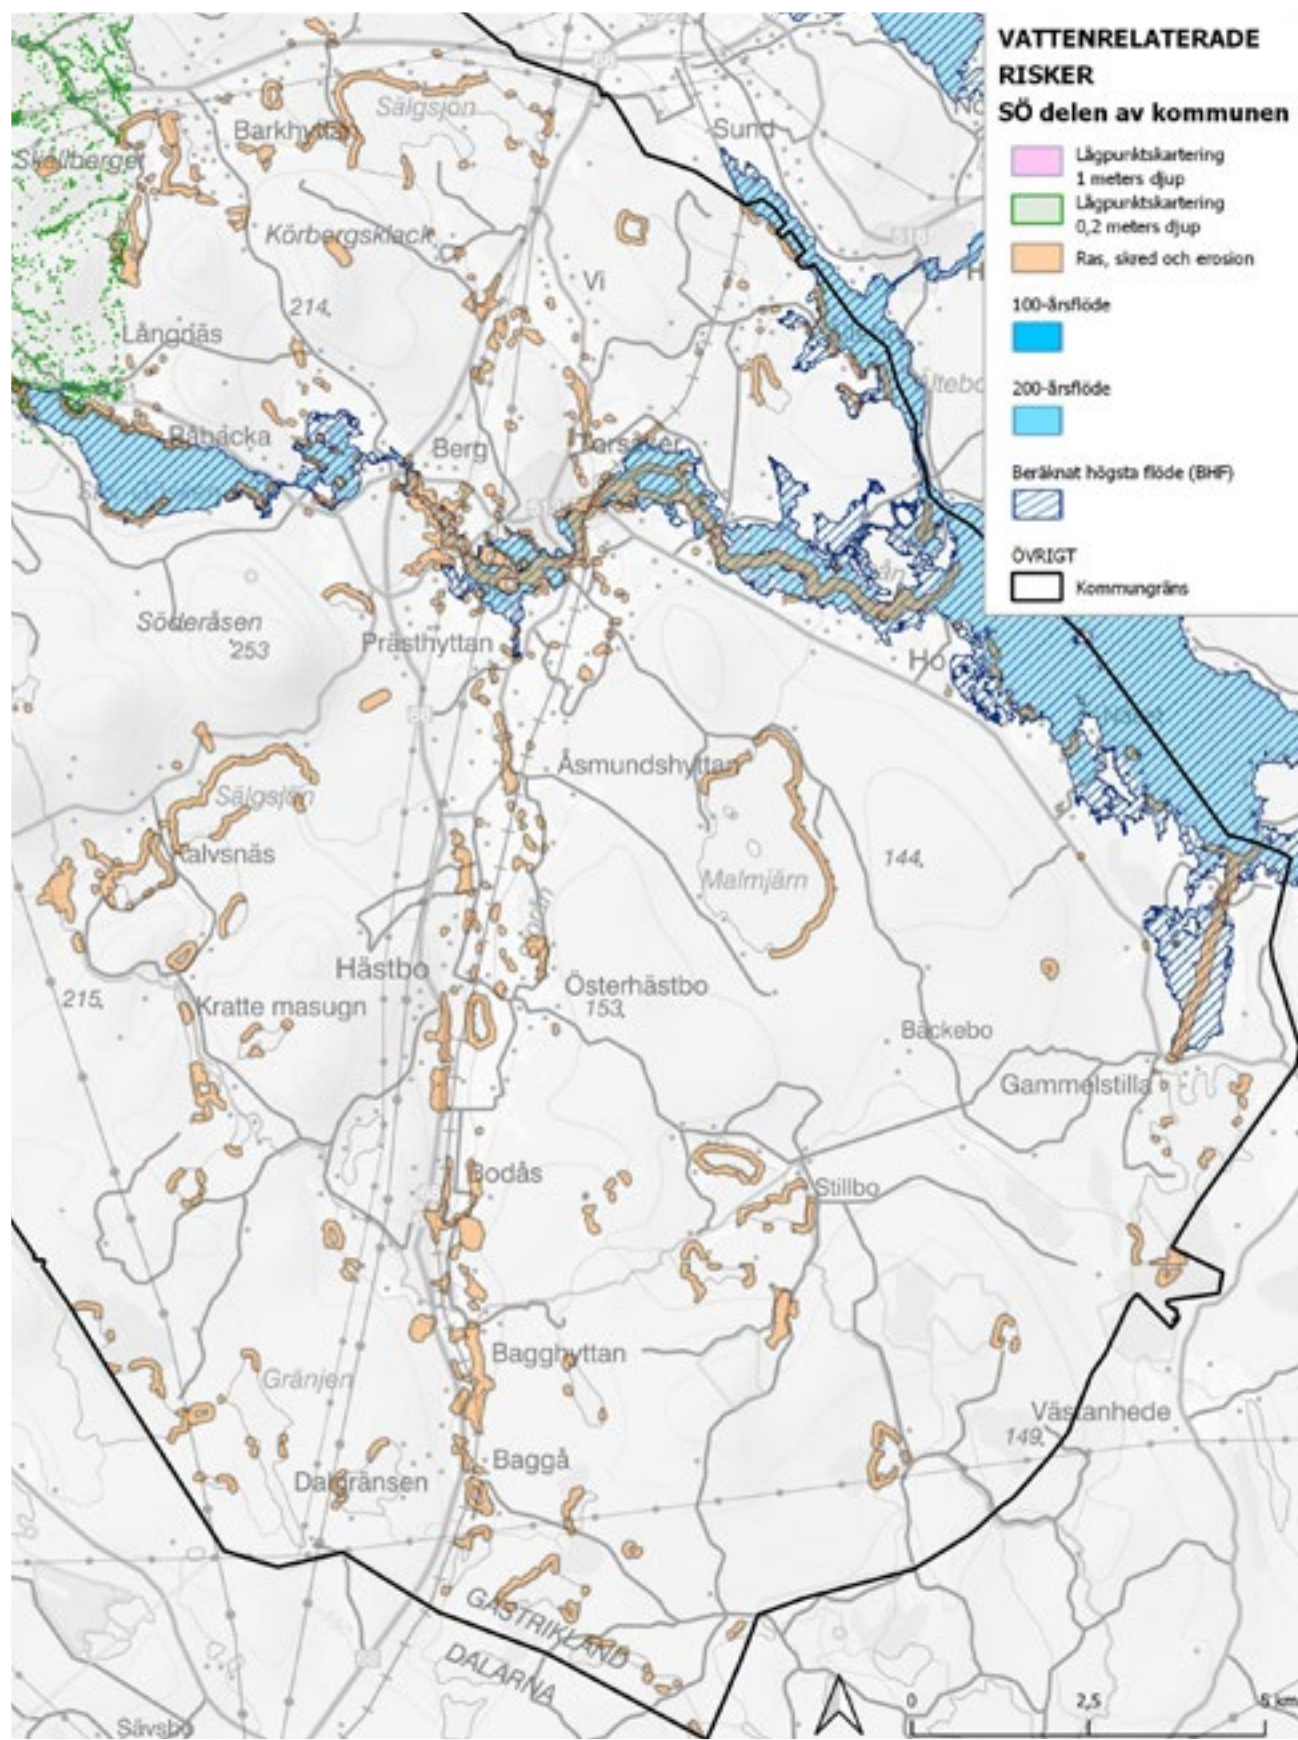 VATTENRELATERADE
RISKER
SÖ delen av kommunen
Lågpunktskartering
1 meters djup
Lågpunktskartering
0,2 meters djup
Ras, skred och erosion
100-årsflöde
200-årsflöde
Beräknat högsta flöde (BHF)
ÖVRIGT
Kommungräns
Sälgsjön
Barkhyttan
Sund
Skallberget
Körbergsklack
Vi
214
Långnäs
Råbäcka
Berg
Torsåker
Söderåsen
253
Prästhyttan
Ho
Åsmundshyttan
Sälgsjön
Kalvsnäs
144
Malmjärn
Hästbo
Österhästbo
215
Kratte masugn
153
Bäckebo
Gammelstilla
Bodås
Stillbo
Bagghyttan
Gränjen
Västanhede
149
Baggå
Dalgränsen
GÄSTRIKLAND
DALARNA
Sävsbo
0 2,5 5 km